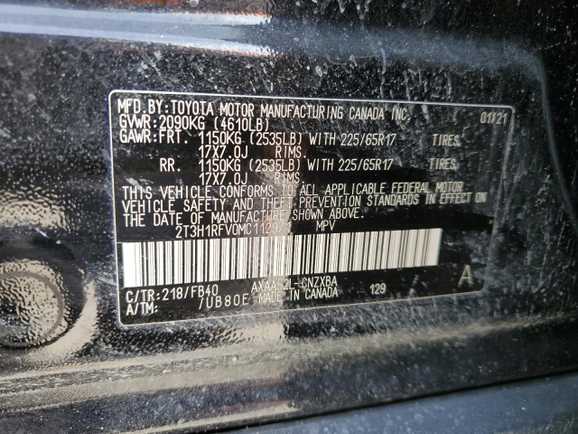 MFD.BY:TOYOTA MOTOR MANUFACTURING CANADA INC. 01/21
GVWR:2090KG (4610LB)
GAWR:FRT. 1150KG (2535LB) WITH 225/65R17 TIRES,
17X7.0J RIMS.
RR. 1150KG (2535LB) WITH 225/65R17 TIRES,
17X7.0J RIMS.
THIS VEHICLE CONFORMS TO ALL APPLICABLE FEDERAL MOTOR
VEHICLE SAFETY AND THEFT PREVENTION STANDARDS IN EFFECT ON
THE DATE OF MANUFACTURE SHOWN ABOVE.
MPV
C/TR:218/FB40 129 A
A/TM: 7UB80E MADE IN CANADA